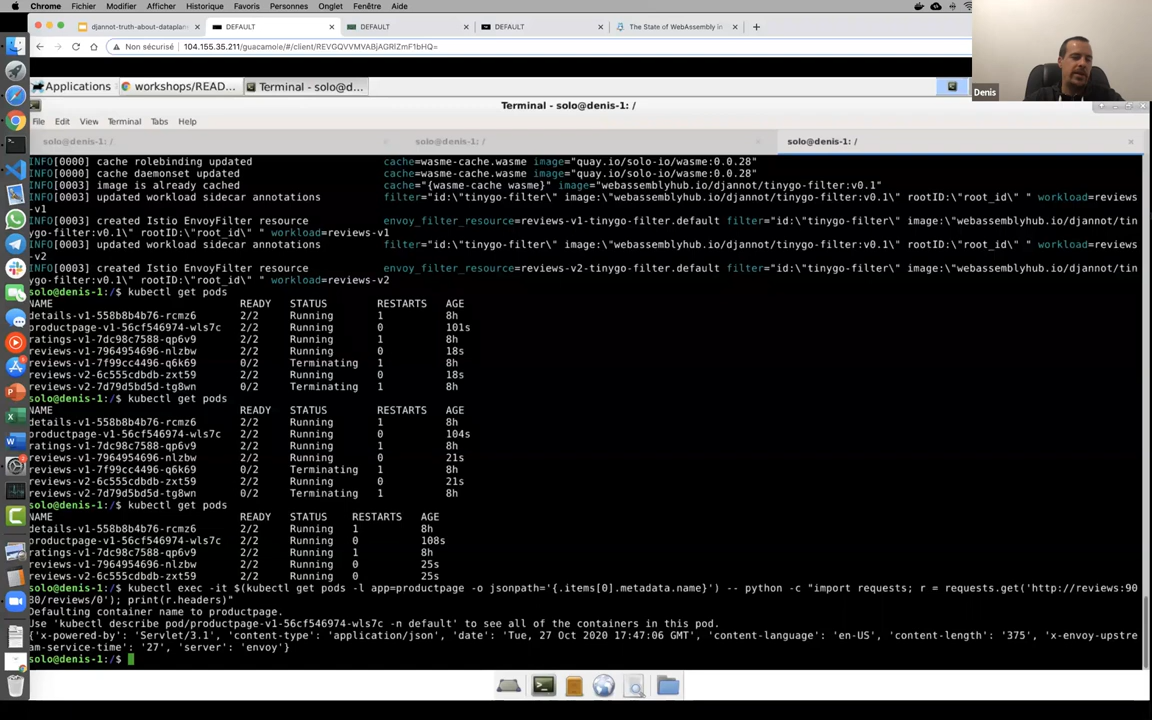 Chrome Fichier Modifier Afficher Historique Favoris Personnes Onglet Fenêtre Aide
djannot-truth-about-dataplan DEFAULT DEFAULT DEFAULT The State of WebAssembly in
Non sécurisé 104.155.35.211/guacamole/#/client/REVGQVVMVABjAGRlZmF1bHQ=
Denis
Applications workshops/READ... Terminal - solo@d...
Terminal - solo@denis-1: /
File Edit View Terminal Tabs Help
solo@denis-1: / solo@denis-1: / solo@denis-1: /
INFO[0000] cache rolebinding updated cache=wasme-cache.wasme image="quay.io/solo-io/wasme:0.0.28"
INFO[0000] cache daemonset updated cache=wasme-cache.wasme image="quay.io/solo-io/wasme:0.0.28"
INFO[0003] image is already cached cache="{wasme-cache wasme}" image="webassemblyhub.io/djannot/tinygo-filter:v0.1"
INFO[0003] updated workload sidecar annotations filter="id:\"tinygo-filter\" image:\"webassemblyhub.io/djannot/tinygo-filter:v0.1\" rootID:\"root_id\" " workload=reviews
-v1
INFO[0003] created Istio EnvoyFilter resource envoy_filter_resource=reviews-v1-tinygo-filter.default filter="id:\"tinygo-filter\" image:\"webassemblyhub.io/djannot/tin
ygo-filter:v0.1\" rootID:\"root_id\" " workload=reviews-v1
INFO[0003] updated workload sidecar annotations filter="id:\"tinygo-filter\" image:\"webassemblyhub.io/djannot/tinygo-filter:v0.1\" rootID:\"root_id\" " workload=reviews
-v2
INFO[0003] created Istio EnvoyFilter resource envoy_filter_resource=reviews-v2-tinygo-filter.default filter="id:\"tinygo-filter\" image:\"webassemblyhub.io/djannot/tin
ygo-filter:v0.1\" rootID:\"root_id\" " workload=reviews-v2
solo@denis-1:/$ kubectl get pods
NAME READY STATUS RESTARTS AGE
details-v1-558b8b4b76-rcmz6 2/2 Running 1 8h
productpage-v1-56cf546974-wls7c 2/2 Running 0 101s
ratings-v1-7dc98c7588-qp6v9 2/2 Running 1 8h
reviews-v1-7964954696-nlzbw 2/2 Running 0 18s
reviews-v1-7f99cc4496-q6k69 0/2 Terminating 1 8h
reviews-v2-6c555cdbdb-zxt59 2/2 Running 0 18s
reviews-v2-7d79d5bd5d-tg8wn 0/2 Terminating 1 8h
solo@denis-1:/$ kubectl get pods
NAME READY STATUS RESTARTS AGE
details-v1-558b8b4b76-rcmz6 2/2 Running 1 8h
productpage-v1-56cf546974-wls7c 2/2 Running 0 104s
ratings-v1-7dc98c7588-qp6v9 2/2 Running 1 8h
reviews-v1-7964954696-nlzbw 2/2 Running 0 21s
reviews-v1-7f99cc4496-q6k69 0/2 Terminating 1 8h
reviews-v2-6c555cdbdb-zxt59 2/2 Running 0 21s
reviews-v2-7d79d5bd5d-tg8wn 0/2 Terminating 1 8h
solo@denis-1:/$ kubectl get pods
NAME READY STATUS RESTARTS AGE
details-v1-558b8b4b76-rcmz6 2/2 Running 1 8h
productpage-v1-56cf546974-wls7c 2/2 Running 0 108s
ratings-v1-7dc98c7588-qp6v9 2/2 Running 1 8h
reviews-v1-7964954696-nlzbw 2/2 Running 0 25s
reviews-v2-6c555cdbdb-zxt59 2/2 Running 0 25s
solo@denis-1:/$ kubectl exec -it $(kubectl get pods -l app=productpage -o jsonpath='{.items[0].metadata.name}') -- python -c "import requests; r = requests.get('http://reviews:90
80/reviews/0'); print(r.headers)"
Defaulting container name to productpage.
Use 'kubectl describe pod/productpage-v1-56cf546974-wls7c -n default' to see all of the containers in this pod.
{'x-powered-by': 'Servlet/3.1', 'content-type': 'application/json', 'date': 'Tue, 27 Oct 2020 17:47:06 GMT', 'content-language': 'en-US', 'content-length': '375', 'x-envoy-upstre
am-service-time': '27', 'server': 'envoy'}
solo@denis-1:/$